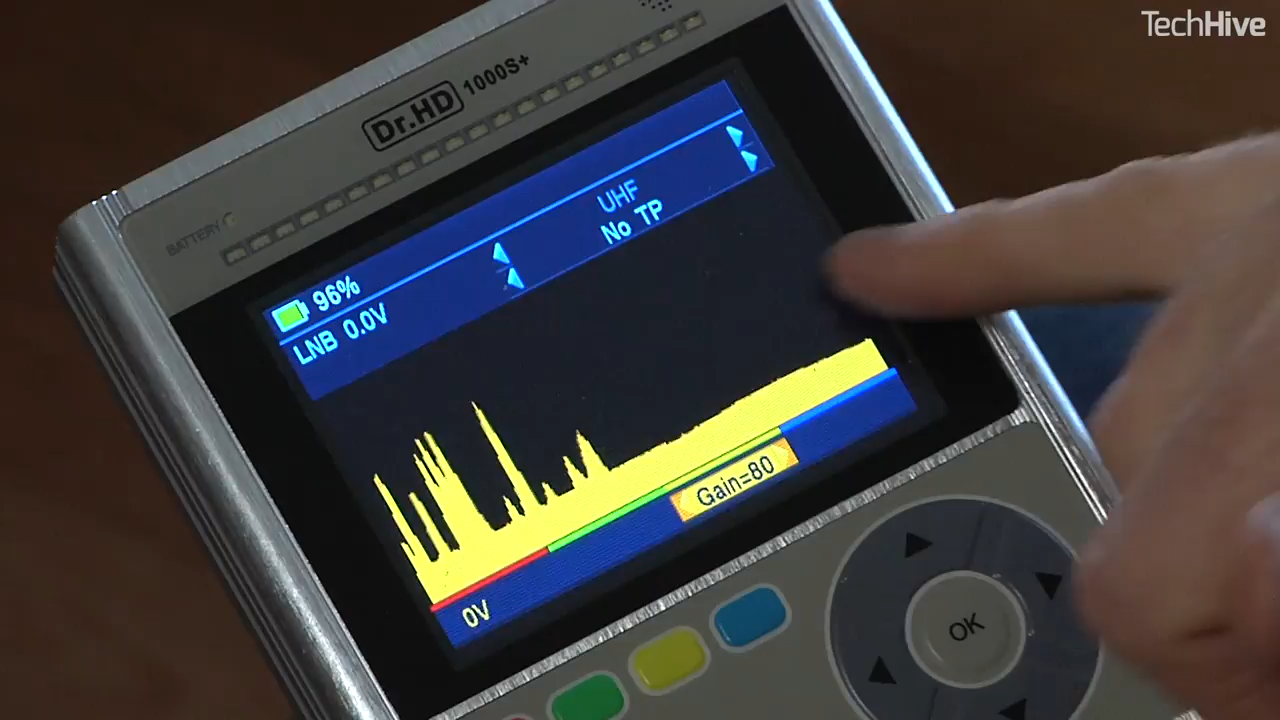 TechHive
Dr.HD 1000S+
BATTERY
96%
LNB 0.0V
UHF
No TP
Gain=80
0V
OK